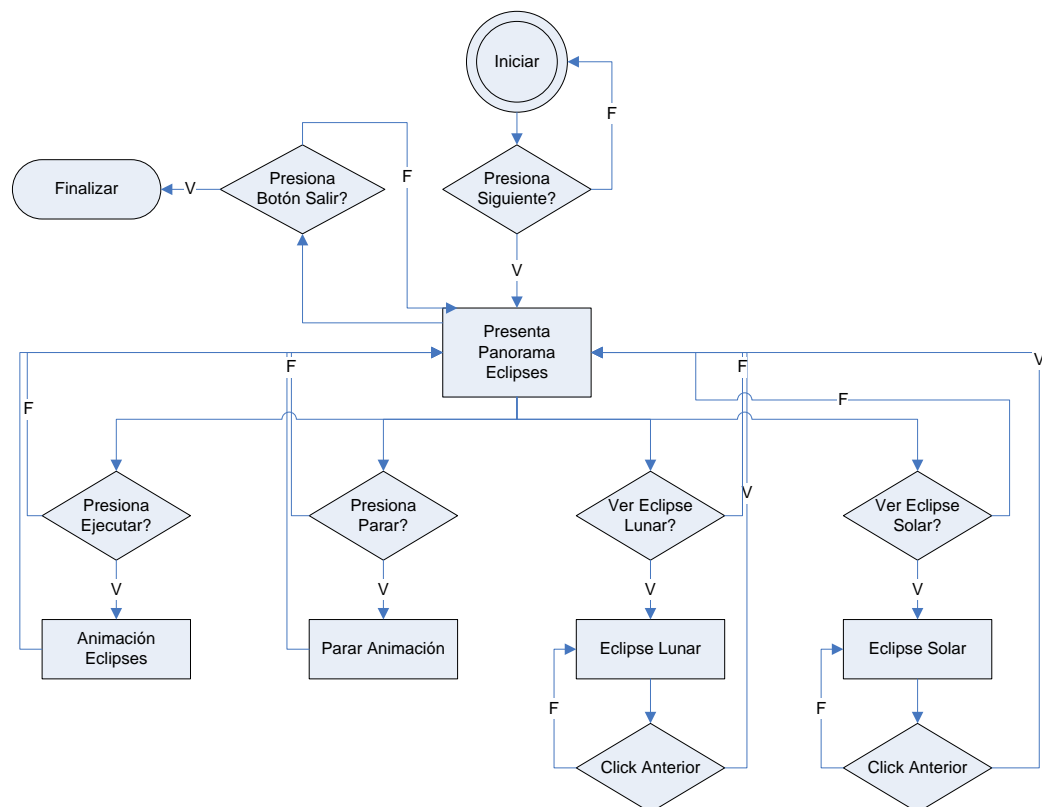 Iniciar
F
Presiona
Siguiente?
V
Presiona
Botón Salir?
F
V
Finalizar
Presenta
Panorama
Eclipses
F
F
F
V
F
V
Presiona
Ejecutar?
Presiona
Parar?
Ver Eclipse
Lunar?
Ver Eclipse
Solar?
V
V
V
V
Animación
Eclipses
Parar Animación
Eclipse Lunar
Eclipse Solar
F
F
Click Anterior
Click Anterior